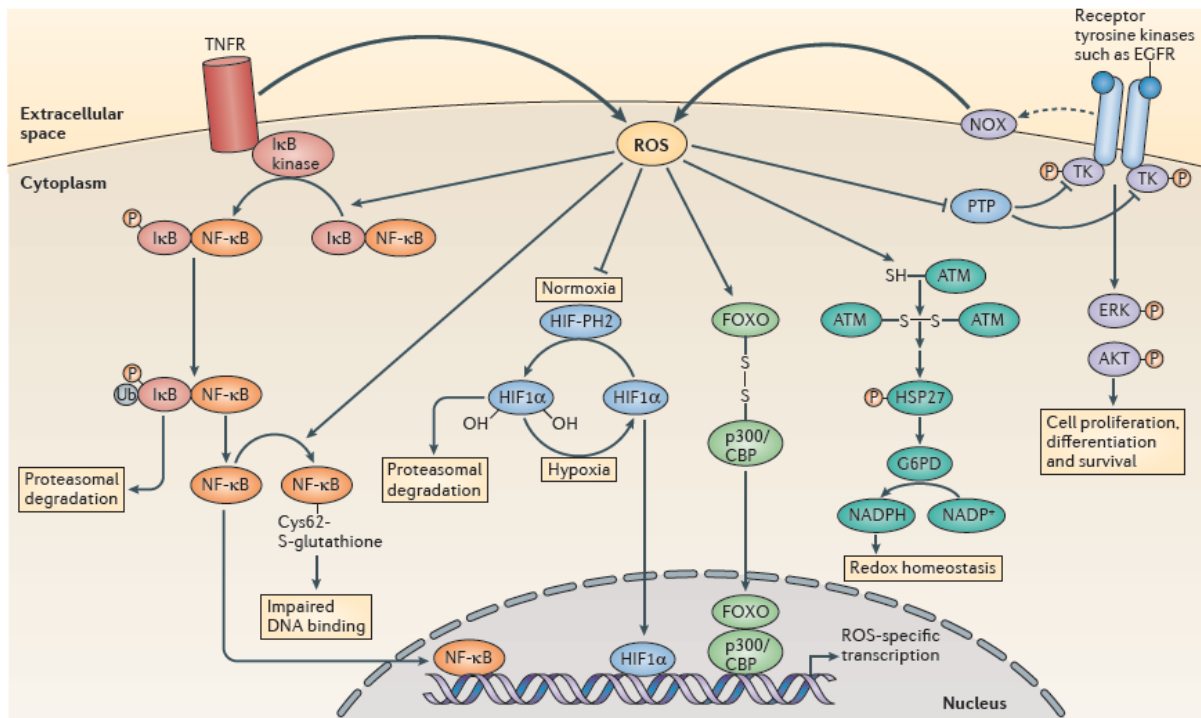 TNFR
Receptor
tyrosine kinases
such as EGFR
Extracellular
space
NOX
IκB
kinase
ROS
Cytoplasm
P
TK
TK
P
PTP
P
IκB
NF-κB
IκB
NF-κB
SH
ATM
Normoxia
HIF-PH2
FOXO
ATM
S
S
ATM
ERK
P
S
S
AKT
P
P
Ub
IκB
NF-κB
HIF1α
HIF1α
P
HSP27
OH
OH
p300/
CBP
Cell proliferation,
differentiation
and survival
Proteasomal
degradation
NF-κB
NF-κB
Proteasomal
degradation
Hypoxia
G6PD
Cys62-
S-glutathione
NADPH
NADP⁺
Redox homeostasis
Impaired
DNA binding
FOXO
p300/
CBP
NF-κB
HIF1α
ROS-specific
transcription
Nucleus